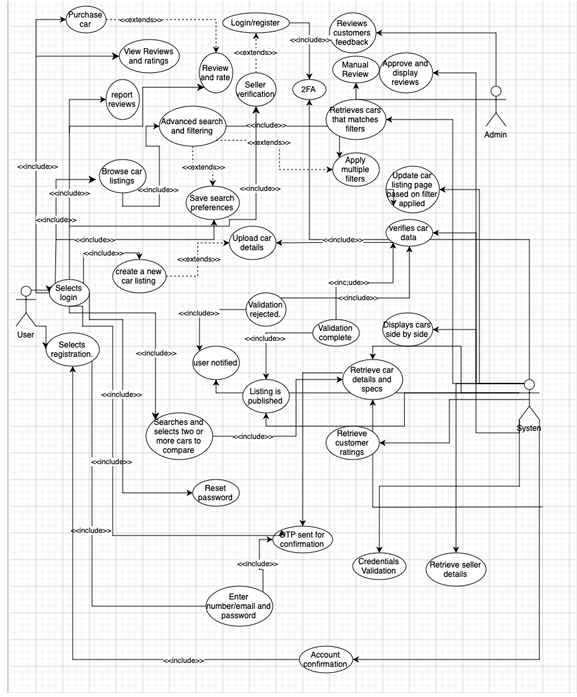 Purchase
car
<<extends>>
Login/register
Reviews
customers
feedback
<<include>>
View Reviews
and ratings
Review
and rate
<<extends>>
Manual
Review
Approve and
display
reviews
Seller
verification
2FA
report
reviews
Admin
Advanced search
and filtering
<<include>>
Retrieves cars
that matches
filters
<<extends>>
<<include>>
<<extends>>
Apply
multiple
filters
Browse car
listings
<<include>>
<<include>>
<<include>>
Update car
listing page
based on filter
applied
Save search
preferences
<<include>>
<<include>>
Upload car
details
<<include>>
verifies car
data
<<include>>
<<extends>>
create a new
car listing
Selects
login
<<inc;ude>>
<<include>>
User
Validation
rejected.
Validation
complete
Displays cars
side by side
Selects
registration.
<<include>>
<<include>>
<<include>>
user notified
Retrieve car
details and
specs
Listing is
published
<<include>>
System
Searches and
selects two or
more cars to
compare
<<include>>
Retrieve
customer
ratings
<<include>>
Reset
password
<<include>>
OTP sent for
confirmation
<<include>>
Credentials
Validation
Retrieve seller
details
Enter
number/email and
password
<<include>>
Account
confirmation